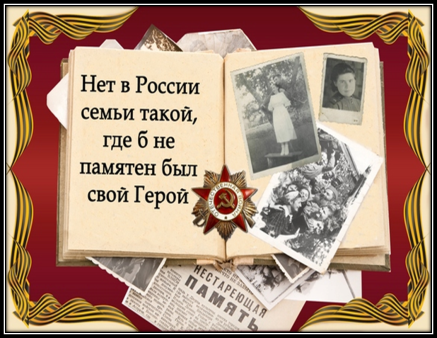 Нет в России
семьи такой,
где б не
памятен был
свой Герой
НЕСТАРЕЮЩАЯ
ПАМЯТЬ